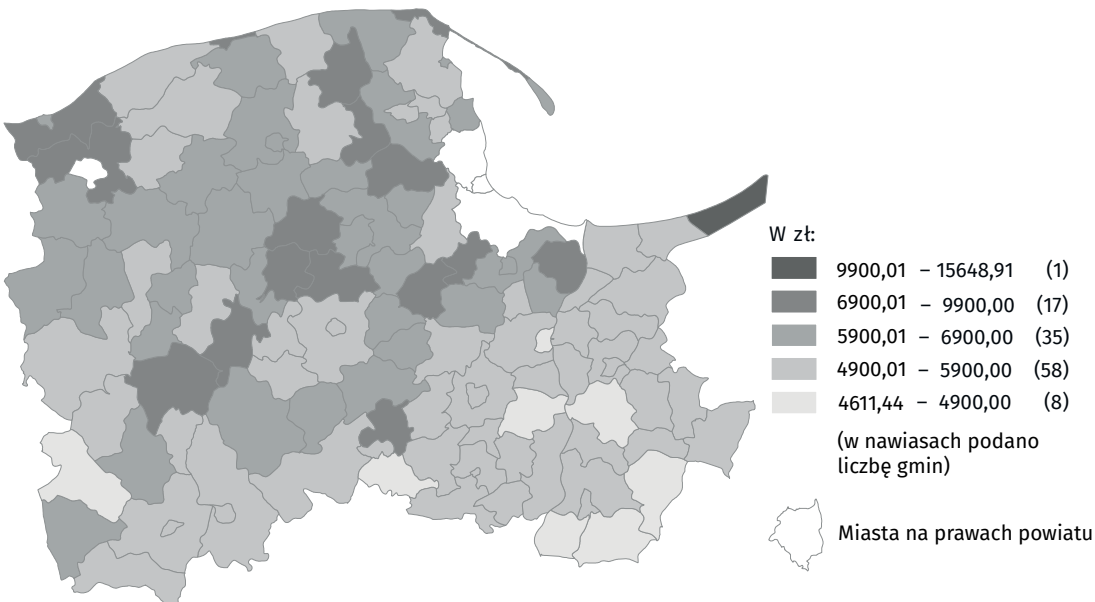 W zł:
9900,01 – 15648,91 (1)
6900,01 – 9900,00 (17)
5900,01 – 6900,00 (35)
4900,01 – 5900,00 (58)
4611,44 – 4900,00 (8)
(w nawiasach podano
liczbę gmin)
Miasta na prawach powiatu